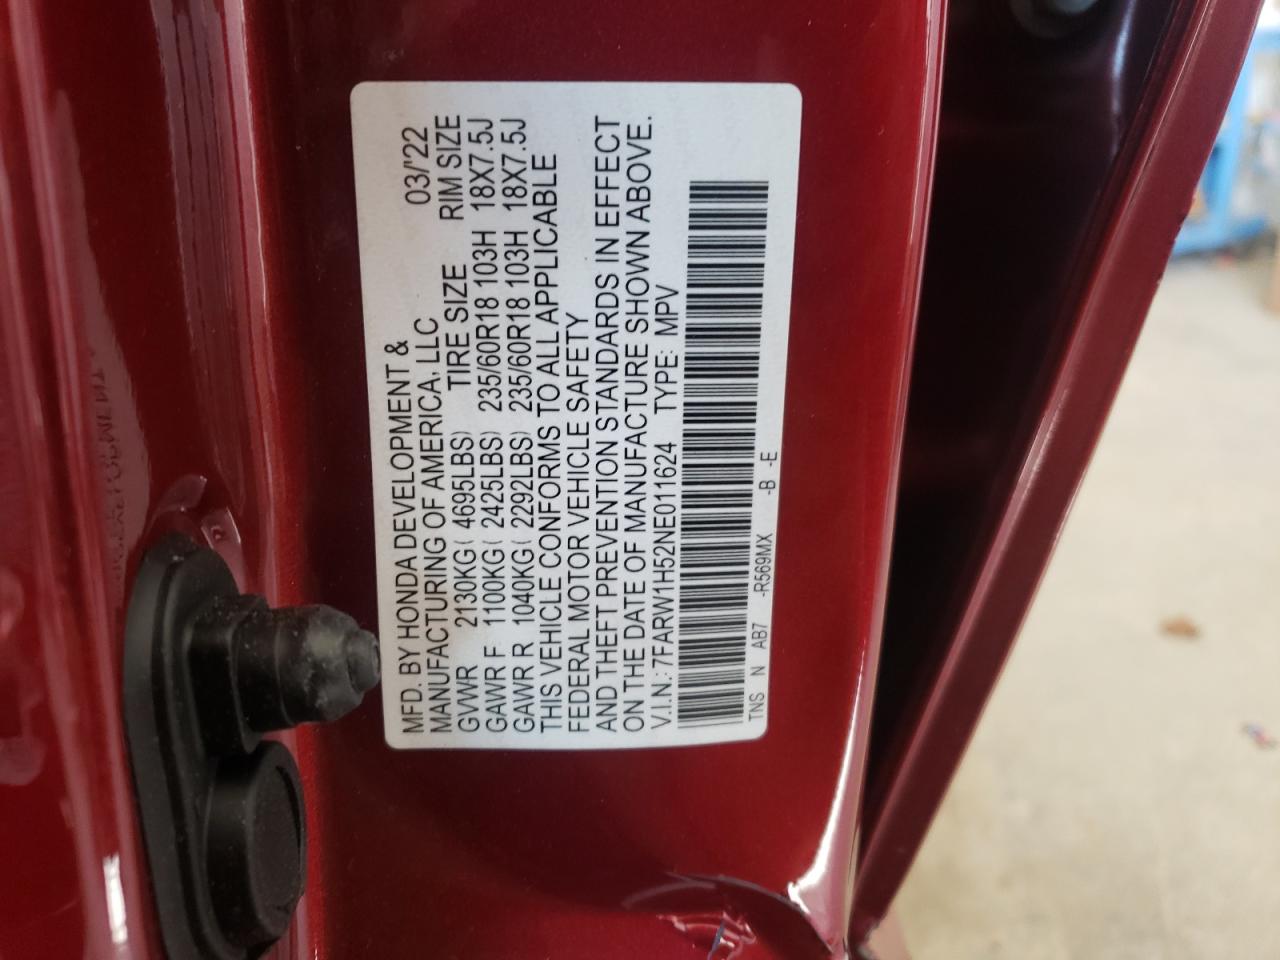 MFD. BY HONDA DEVELOPMENT & 03/'22
MANUFACTURING OF AMERICA, LLC
GVWR 2130KG( 4695LBS) TIRE SIZE RIM SIZE
GAWR F 1100KG( 2425LBS) 235/60R18 103H 18X7.5J
GAWR R 1040KG( 2292LBS) 235/60R18 103H 18X7.5J
THIS VEHICLE CONFORMS TO ALL APPLICABLE
FEDERAL MOTOR VEHICLE SAFETY
AND THEFT PREVENTION STANDARDS IN EFFECT
ON THE DATE OF MANUFACTURE SHOWN ABOVE.
V.I.N.: 7FARW1H52NE011624 TYPE: MPV
TNS N AB7 -R569MX -B -E